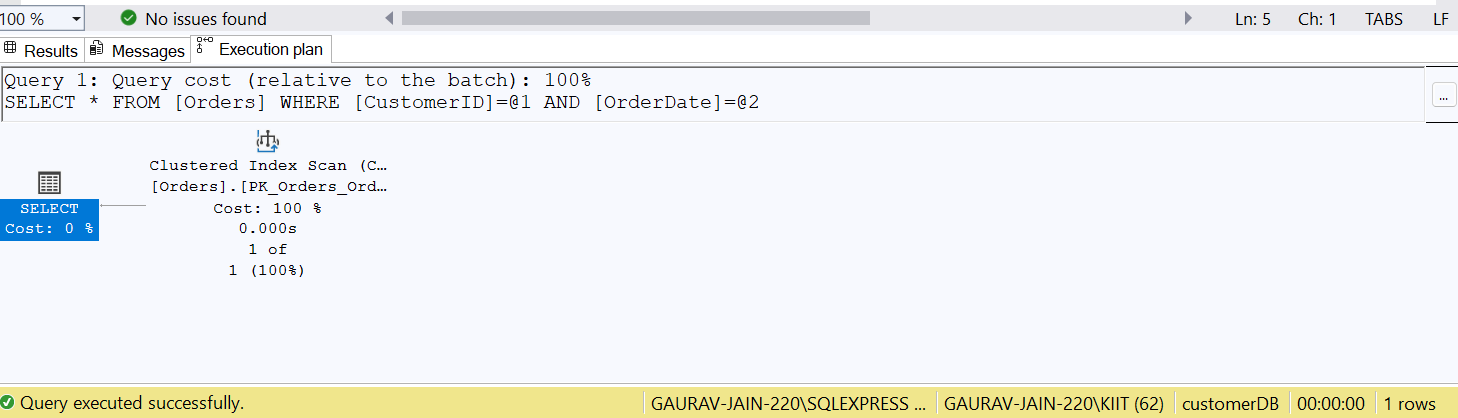 100 %
No issues found
Ln: 5
Ch: 1
TABS
LF
Results
Messages
Execution plan
Query 1: Query cost (relative to the batch): 100%
SELECT * FROM [Orders] WHERE [CustomerID]=@1 AND [OrderDate]=@2
...
Clustered Index Scan (C…
[Orders].[PK_Orders_Ord…
Cost: 100 %
0.000s
1 of
1 (100%)
SELECT
Cost: 0 %
Query executed successfully.
GAURAV-JAIN-220\SQLEXPRESS ...
GAURAV-JAIN-220\KIIT (62)
customerDB
00:00:00
1 rows